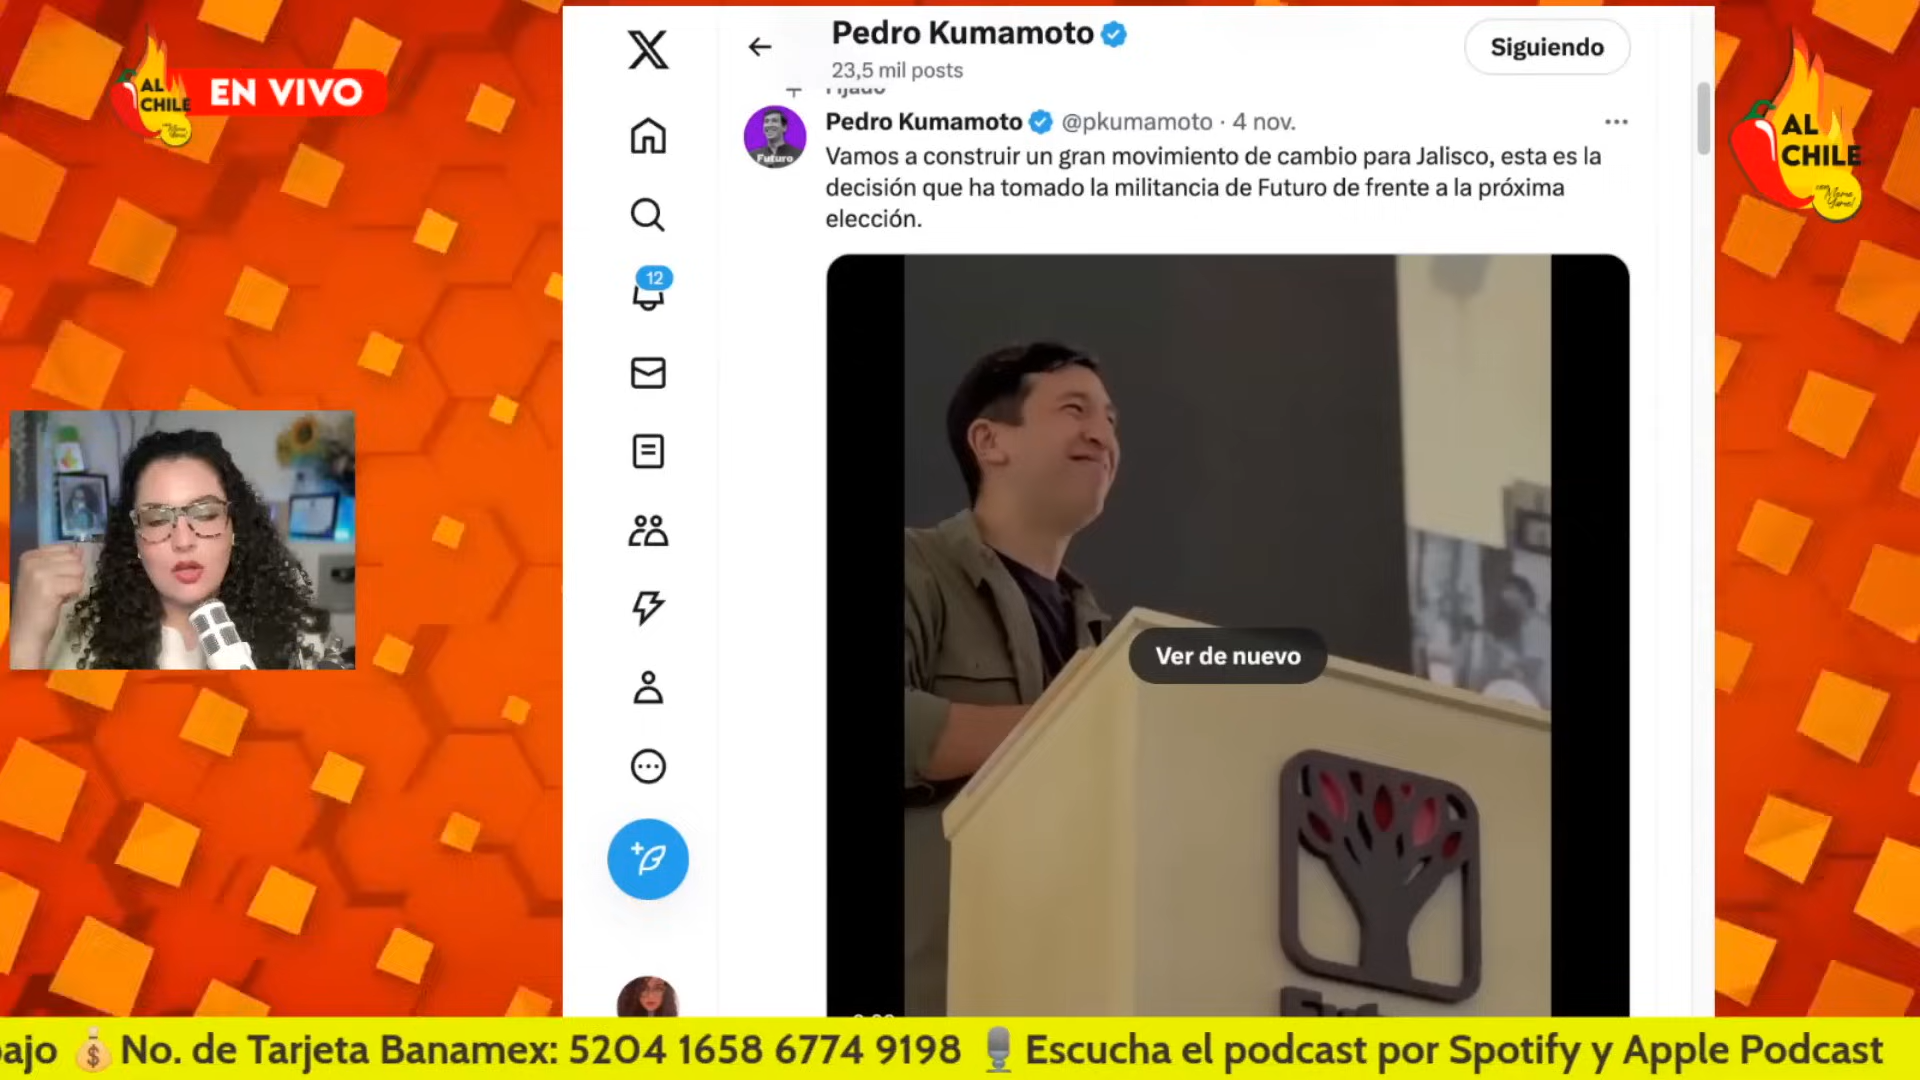 AL
CHILE
EN VIVO
Pedro Kumamoto
23,5 mil posts
Siguiendo
Fijado
Pedro Kumamoto @pkumamoto · 4 nov.
Vamos a construir un gran movimiento de cambio para Jalisco, esta es la
decisión que ha tomado la militancia de Futuro de frente a la próxima
elección.
Futuro
12
Ver de nuevo
AL
CHILE
No. de Tarjeta Banamex: 5204 1658 6774 9198 Escucha el podcast por Spotify y Apple Podcast